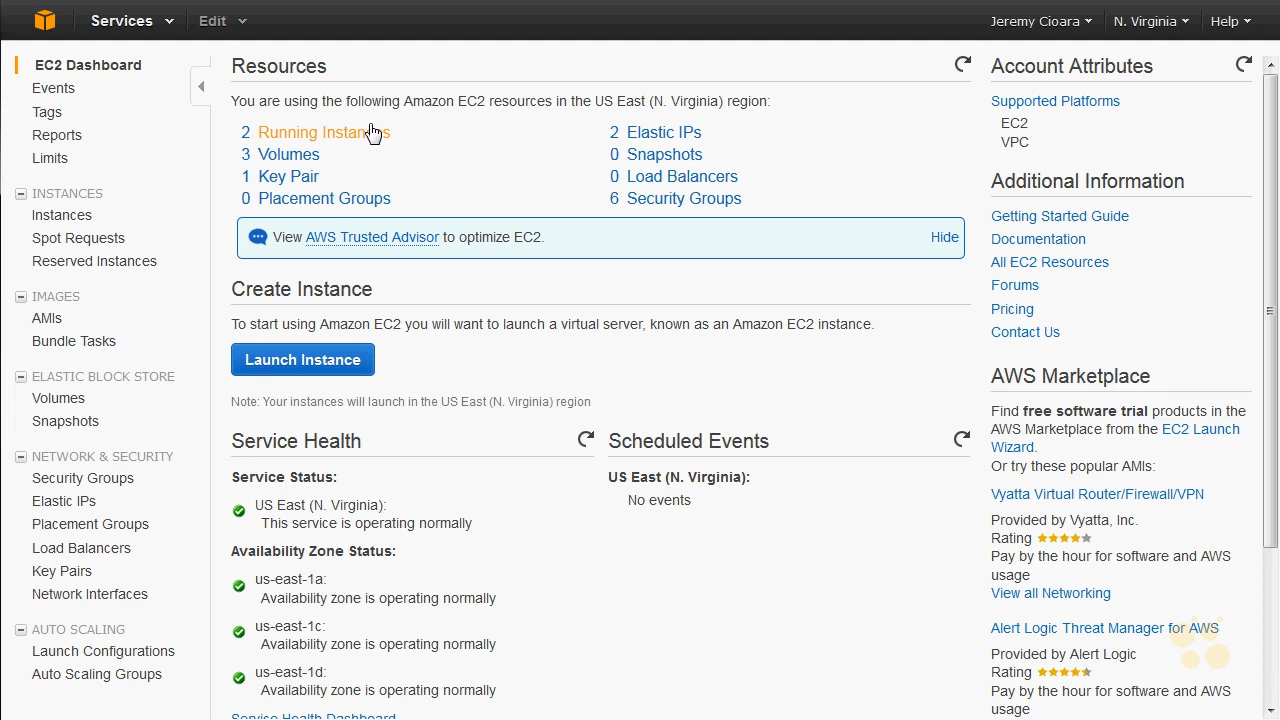 Services Edit Jeremy Cioara N. Virginia Help
EC2 Dashboard
Events
Tags
Reports
Limits
INSTANCES
Instances
Spot Requests
Reserved Instances
IMAGES
AMIs
Bundle Tasks
ELASTIC BLOCK STORE
Volumes
Snapshots
NETWORK & SECURITY
Security Groups
Elastic IPs
Placement Groups
Load Balancers
Key Pairs
Network Interfaces
AUTO SCALING
Launch Configurations
Auto Scaling Groups
Resources
You are using the following Amazon EC2 resources in the US East (N. Virginia) region:
2 Running Instances
3 Volumes
1 Key Pair
0 Placement Groups
2 Elastic IPs
0 Snapshots
0 Load Balancers
6 Security Groups
View AWS Trusted Advisor to optimize EC2. Hide
Create Instance
To start using Amazon EC2 you will want to launch a virtual server, known as an Amazon EC2 instance.
Launch Instance
Note: Your instances will launch in the US East (N. Virginia) region
Service Health
Service Status:
US East (N. Virginia):
This service is operating normally
Availability Zone Status:
us-east-1a:
Availability zone is operating normally
us-east-1c:
Availability zone is operating normally
us-east-1d:
Availability zone is operating normally
Service Health Dashboard
Scheduled Events
US East (N. Virginia):
No events
Account Attributes
Supported Platforms
EC2
VPC
Additional Information
Getting Started Guide
Documentation
All EC2 Resources
Forums
Pricing
Contact Us
AWS Marketplace
Find free software trial products in the
AWS Marketplace from the EC2 Launch
Wizard.
Or try these popular AMIs:
Vyatta Virtual Router/Firewall/VPN
Provided by Vyatta, Inc.
Rating
Pay by the hour for software and AWS
usage
View all Networking
Alert Logic Threat Manager for AWS
Provided by Alert Logic
Rating
Pay by the hour for software and AWS
usage